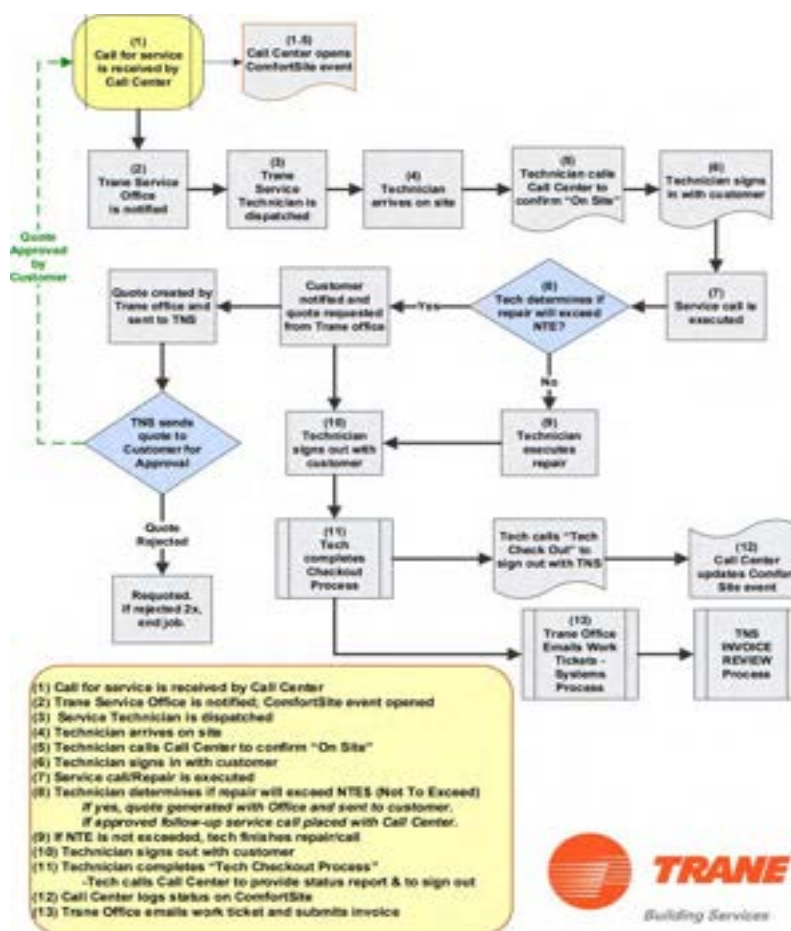 (1)
Call for service
is received by
Call Center
(1.5)
Call Center opens
ComfortSite event
(2)
Trane Service
Office
is notified
(3)
Trane
Service
Technician is
dispatched
(4)
Technician
arrives on site
(5)
Technician calls
Call Center to
confirm “On Site”
(6)
Technician signs
in with customer
Quote
Approved
by
Customer
Quote created by
Trane office and
sent to TNS
Customer
notified and
quote requested
from Trane office
Yes
(8)
Tech determines if
repair will exceed
NTE?
(7)
Service call is
executed
No
TNS sends
quote to
Customer for
Approval
(10)
Technician
signs out with
customer
(9)
Technician
executes
repair
Quote
Rejected
(11)
Tech
completes
Checkout
Process
Tech calls “Tech
Check Out” to
sign out with TNS
(12)
Call Center
updates Comfort
Site event
Requoted.
If rejected 2x,
end job.
(13)
Trane Office
Emails Work
Tickets -
Systems
Process
TNS
INVOICE
REVIEW
Process
(1) Call for service is received by Call Center
(2) Trane Service Office is notified; ComfortSite event opened
(3) Service Technician is dispatched
(4) Technician arrives on site
(5) Technician calls Call Center to confirm “On Site”
(6) Technician signs in with customer
(7) Service call/Repair is executed
(8) Technician determines if repair will exceed NTE$ (Not To Exceed)
If yes, quote generated with Office and sent to customer.
If approved follow-up service call placed with Call Center.
(9) If NTE is not exceeded, tech finishes repair/call
(10) Technician signs out with customer
(11) Technician completes “Tech Checkout Process”
-Tech calls Call Center to provide status report & to sign out
(12) Call Center logs status on ComfortSite
(13) Trane Office emails work ticket and submits invoice
TRANE
Building Services